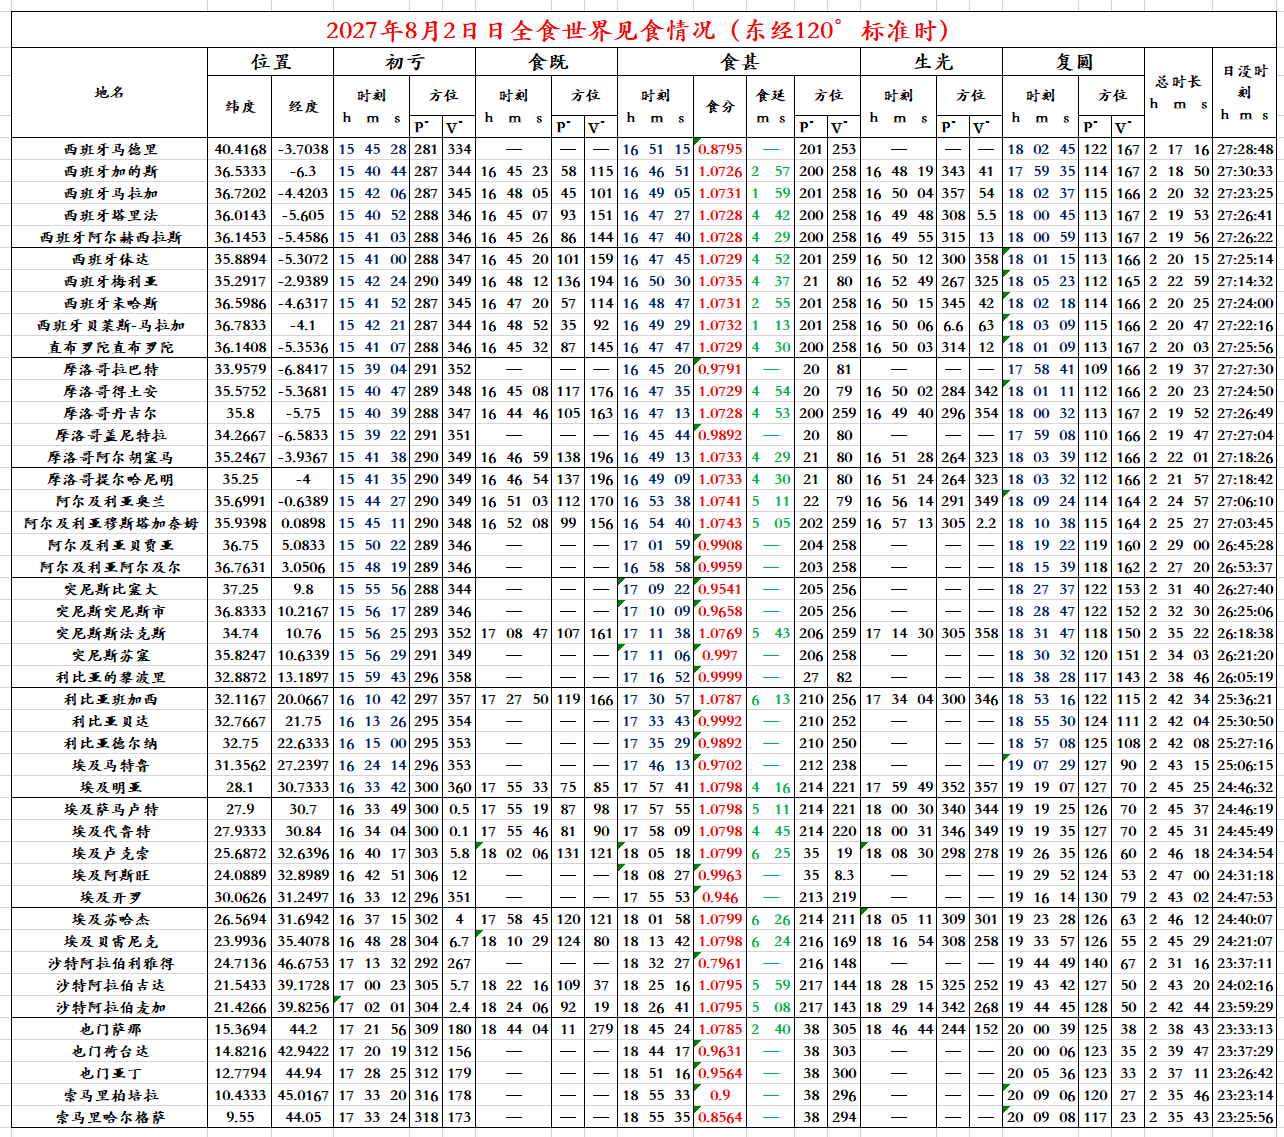 2027年8月2日日全食世界见食情况（东经120°标准时）
地名 位置 初亏 食既 食甚 生光 复圆 总时长 日没时刻
纬度 经度 时刻 方位 时刻 方位 时刻 食分 食延 方位 时刻 方位 时刻 方位 h m s h m s
h m s P- V- h m s P- V- h m s m s P- V- h m s P- V- h m s P- V-
西班牙马德里 40.4168 -3.7038 15 45 28 281 334 — — — 16 51 15 0.8795 — 201 253 — — — 18 02 45 122 167 2 17 16 27:28:48
西班牙加的斯 36.5333 -6.3 15 40 44 287 344 16 45 23 58 115 16 46 51 1.0726 2 57 200 258 16 48 19 343 41 17 59 35 114 167 2 18 50 27:30:33
西班牙马拉加 36.7202 -4.4203 15 42 06 287 345 16 48 05 45 101 16 49 05 1.0731 1 59 201 258 16 50 04 357 54 18 02 37 115 166 2 20 32 27:23:25
西班牙塔里法 36.0143 -5.605 15 40 52 288 346 16 45 07 93 151 16 47 27 1.0728 4 42 200 258 16 49 48 308 5.5 18 00 45 113 167 2 19 53 27:26:41
西班牙阿尔赫西拉斯 36.1453 -5.4586 15 41 03 288 346 16 45 26 86 144 16 47 40 1.0728 4 29 200 258 16 49 55 315 13 18 00 59 113 167 2 19 56 27:26:22
西班牙休达 35.8894 -5.3072 15 41 00 288 347 16 45 20 101 159 16 47 45 1.0729 4 52 201 259 16 50 12 300 358 18 01 15 113 166 2 20 15 27:25:14
西班牙梅利亚 35.2917 -2.9389 15 42 24 290 349 16 48 12 136 194 16 50 30 1.0735 4 37 21 80 16 52 49 267 325 18 05 23 112 165 2 22 59 27:14:32
西班牙米哈斯 36.5986 -4.6317 15 41 52 287 345 16 47 20 57 114 16 48 47 1.0731 2 55 201 258 16 50 15 345 42 18 02 18 114 166 2 20 25 27:24:00
西班牙贝莱斯-马拉加 36.7833 -4.1 15 42 21 287 344 16 48 52 35 92 16 49 29 1.0732 1 13 201 258 16 50 06 6.6 63 18 03 09 115 166 2 20 47 27:22:16
直布罗陀直布罗陀 36.1408 -5.3536 15 41 07 288 346 16 45 32 87 145 16 47 47 1.0729 4 30 200 258 16 50 03 314 12 18 01 09 113 167 2 20 03 27:25:56
摩洛哥拉巴特 33.9579 -6.8417 15 39 04 291 352 — — — 16 45 20 0.9791 — 20 81 — — — 17 58 41 109 166 2 19 37 27:27:30
摩洛哥得土安 35.5752 -5.3681 15 40 47 289 348 16 45 08 117 176 16 47 35 1.0729 4 54 20 79 16 50 02 284 342 18 01 11 112 166 2 20 23 27:24:50
摩洛哥丹吉尔 35.8 -5.75 15 40 39 288 347 16 44 46 105 163 16 47 13 1.0728 4 53 200 259 16 49 40 296 354 18 00 32 113 167 2 19 52 27:26:49
摩洛哥盖尼特拉 34.2667 -6.5833 15 39 22 291 351 — — — 16 45 44 0.9892 — 20 80 — — — 17 59 08 110 166 2 19 47 27:27:04
摩洛哥阿尔胡塞马 35.2467 -3.9367 15 41 38 290 349 16 46 59 138 196 16 49 13 1.0733 4 29 21 80 16 51 28 264 323 18 03 39 112 166 2 22 01 27:18:26
摩洛哥提尔哈尼明 35.25 -4 15 41 35 290 349 16 46 54 137 196 16 49 09 1.0733 4 30 21 80 16 51 24 264 323 18 03 32 112 166 2 21 57 27:18:42
阿尔及利亚奥兰 35.6991 -0.6389 15 44 27 290 349 16 51 03 112 170 16 53 38 1.0741 5 11 22 79 16 56 14 291 349 18 09 24 114 164 2 24 57 27:06:10
阿尔及利亚穆斯塔加奈姆 35.9398 0.0898 15 45 11 290 348 16 52 08 99 156 16 54 40 1.0743 5 05 202 259 16 57 13 305 2.2 18 10 38 115 164 2 25 27 27:03:45
阿尔及利亚贝贾亚 36.75 5.0833 15 50 22 289 346 — — — 17 01 59 0.9908 — 204 258 — — — 18 19 22 119 160 2 29 00 26:45:28
阿尔及利亚阿尔及尔 36.7631 3.0506 15 48 19 289 346 — — — 16 58 58 0.9959 — 203 258 — — — 18 15 39 118 162 2 27 20 26:53:37
突尼斯比塞大 37.25 9.8 15 55 56 288 344 — — — 17 09 22 0.9541 — 205 256 — — — 18 27 37 122 153 2 31 40 26:27:40
突尼斯突尼斯市 36.8333 10.2167 15 56 17 289 346 — — — 17 10 09 0.9658 — 205 256 — — — 18 28 47 122 152 2 32 30 26:25:06
突尼斯斯法克斯 34.74 10.76 15 56 25 293 352 17 08 47 107 161 17 11 38 1.0769 5 43 206 259 17 14 30 305 358 18 31 47 118 150 2 35 22 26:18:38
突尼斯苏塞 35.8247 10.6339 15 56 29 291 349 — — — 17 11 06 0.997 — 206 258 — — — 18 30 32 120 151 2 34 03 26:21:20
利比亚的黎波里 32.8872 13.1897 15 59 43 296 358 — — — 17 16 52 0.9999 — 27 82 — — — 18 38 28 117 143 2 38 46 26:05:19
利比亚班加西 32.1167 20.0667 16 10 42 297 357 17 27 50 119 166 17 30 57 1.0787 6 13 210 256 17 34 04 300 346 18 53 16 122 115 2 42 34 25:36:21
利比亚贝达 32.7667 21.75 16 13 26 295 354 — — — 17 33 43 0.9992 — 210 252 — — — 18 55 30 124 111 2 42 04 25:30:50
利比亚德尔纳 32.75 22.6333 16 15 00 295 353 — — — 17 35 29 0.9892 — 210 250 — — — 18 57 08 125 108 2 42 08 25:27:16
埃及马特鲁 31.3562 27.2397 16 24 14 296 353 — — — 17 46 13 0.9702 — 212 238 — — — 19 07 29 127 90 2 43 15 25:06:15
埃及明亚 28.1 30.7333 16 33 42 300 360 17 55 33 75 85 17 57 41 1.0798 4 16 214 221 17 59 49 352 357 19 19 07 127 70 2 45 25 24:46:32
埃及萨马卢特 27.9 30.7 16 33 49 300 0.5 17 55 19 87 98 17 57 55 1.0798 5 11 214 221 18 00 30 340 344 19 19 25 126 70 2 45 37 24:46:19
埃及代鲁特 27.9333 30.84 16 34 04 300 0.1 17 55 46 81 90 17 58 09 1.0798 4 45 214 220 18 00 31 346 349 19 19 35 127 70 2 45 31 24:45:49
埃及卢克索 25.6872 32.6396 16 40 17 303 5.8 18 02 06 131 121 18 05 18 1.0799 6 25 35 19 18 08 30 298 278 19 26 35 126 60 2 46 18 24:34:54
埃及阿斯旺 24.0889 32.8989 16 42 51 306 12 — — — 18 08 27 0.9963 — 35 8.3 — — — 19 29 52 124 53 2 47 00 24:31:18
埃及开罗 30.0626 31.2497 16 33 12 296 351 — — — 17 55 53 0.946 — 213 219 — — — 19 16 14 130 79 2 43 02 24:47:53
埃及苏哈杰 26.5694 31.6942 16 37 15 302 4 17 58 45 120 121 18 01 58 1.0799 6 26 214 211 18 05 11 309 301 19 23 28 126 63 2 46 12 24:40:07
埃及贝雷尼克 23.9936 35.4078 16 48 28 304 6.7 18 10 29 124 80 18 13 42 1.0798 6 24 216 169 18 16 54 308 258 19 33 57 126 55 2 45 29 24:21:07
沙特阿拉伯利雅得 24.7136 46.6753 17 13 32 292 267 — — — 18 32 27 0.7961 — 216 148 — — — 19 44 49 140 67 2 31 16 23:37:11
沙特阿拉伯吉达 21.5433 39.1728 17 00 23 305 5.7 18 22 16 109 37 18 25 16 1.0795 5 59 217 144 18 28 15 325 252 19 43 42 127 50 2 43 20 24:02:16
沙特阿拉伯麦加 21.4266 39.8256 17 02 01 304 2.4 18 24 06 92 19 18 26 41 1.0795 5 08 217 143 18 29 14 342 268 19 44 45 128 50 2 42 44 23:59:29
也门萨那 15.3694 44.2 17 21 56 309 180 18 44 04 11 279 18 45 24 1.0785 2 40 38 305 18 46 44 244 152 20 00 39 125 38 2 38 43 23:33:13
也门荷台达 14.8216 42.9422 17 20 19 312 156 — — — 18 44 17 0.9631 — 38 303 — — — 20 00 06 123 35 2 39 47 23:37:29
也门亚丁 12.7794 44.94 17 28 25 312 179 — — — 18 51 16 0.9564 — 38 300 — — — 20 05 36 123 33 2 37 11 23:26:42
索马里柏培拉 10.4333 45.0167 17 33 20 316 178 — — — 18 55 33 0.9 — 38 296 — — — 20 09 06 120 27 2 35 46 23:23:14
索马里哈尔格萨 9.55 44.05 17 33 24 318 173 — — — 18 55 35 0.8564 — 38 294 — — — 20 09 08 117 23 2 35 43 23:25:56